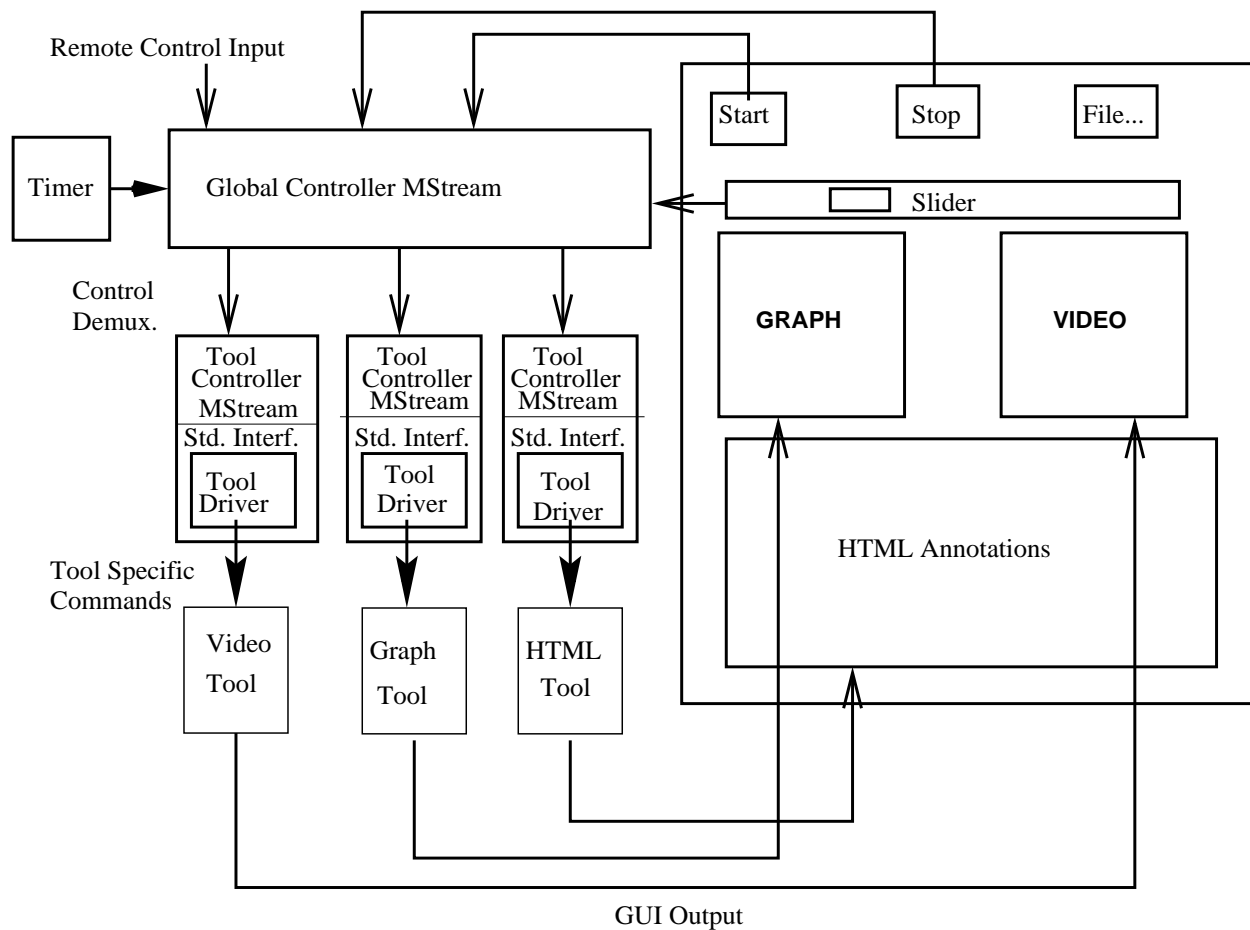 Remote Control Input
Start
Stop
File...
Timer
Global Controller MStream
Slider
Control
Demux.
GRAPH
VIDEO
Tool
Controller
MStream
Std. Interf.
Tool
Driver
Tool
Controller
MStream
Std. Interf.
Tool
Driver
Tool
Controller
MStream
Std. Interf.
Tool
Driver
HTML Annotations
Tool Specific
Commands
Video
Tool
Graph
Tool
HTML
Tool
GUI Output